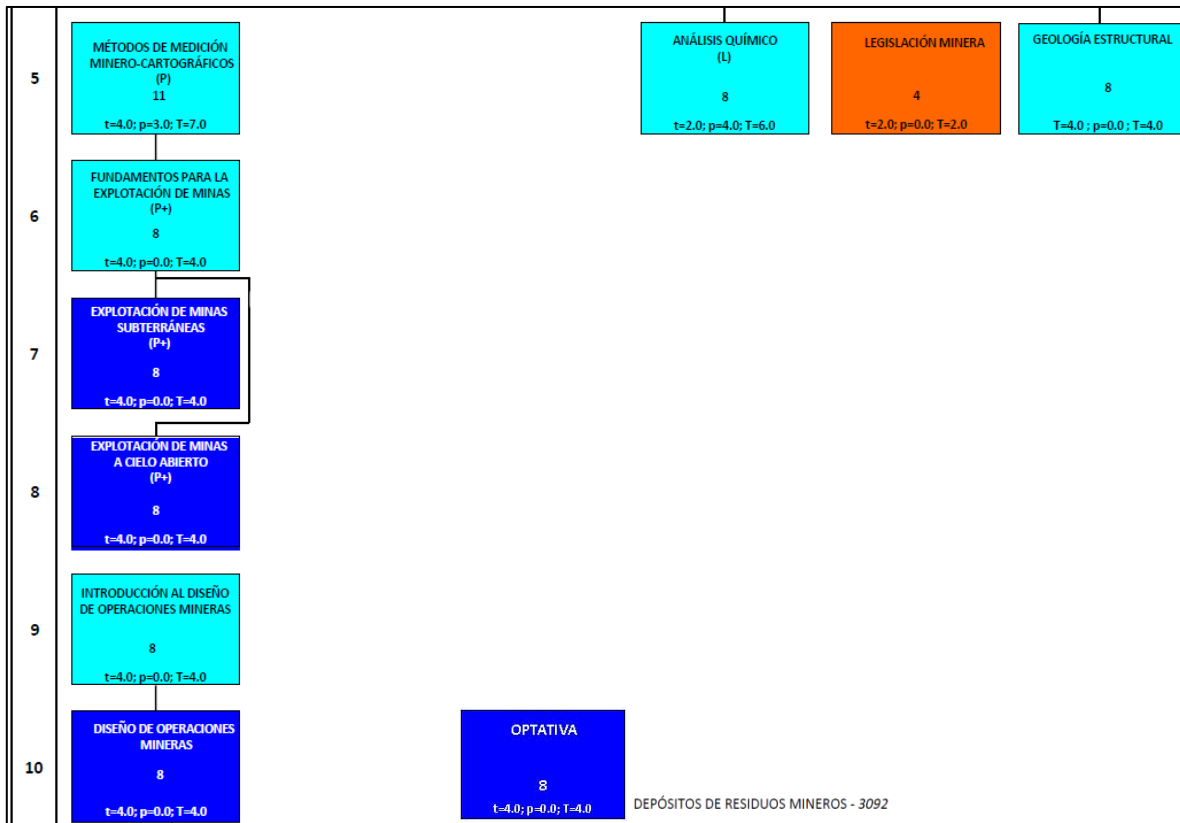 5
MÉTODOS DE MEDICIÓN
MINERO-CARTOGRÁFICOS
(P)
11
t=4.0; p=3.0; T=7.0
ANÁLISIS QUÍMICO
(L)
8
t=2.0; p=4.0; T=6.0
LEGISLACIÓN MINERA
4
t=2.0; p=0.0; T=2.0
GEOLOGÍA ESTRUCTURAL
8
T=4.0 ; p=0.0 ; T=4.0
6
FUNDAMENTOS PARA LA
EXPLOTACIÓN DE MINAS
(P+)
8
t=4.0; p=0.0; T=4.0
7
EXPLOTACIÓN DE MINAS
SUBTERRÁNEAS
(P+)
8
t=4.0; p=0.0; T=4.0
8
EXPLOTACIÓN DE MINAS
A CIELO ABIERTO
(P+)
8
t=4.0; p=0.0; T=4.0
9
INTRODUCCIÓN AL DISEÑO
DE OPERACIONES MINERAS
8
t=4.0; p=0.0; T=4.0
10
DISEÑO DE OPERACIONES
MINERAS
8
t=4.0; p=0.0; T=4.0
OPTATIVA
8
t=4.0; p=0.0; T=4.0
DEPÓSITOS DE RESIDUOS MINEROS - 3092